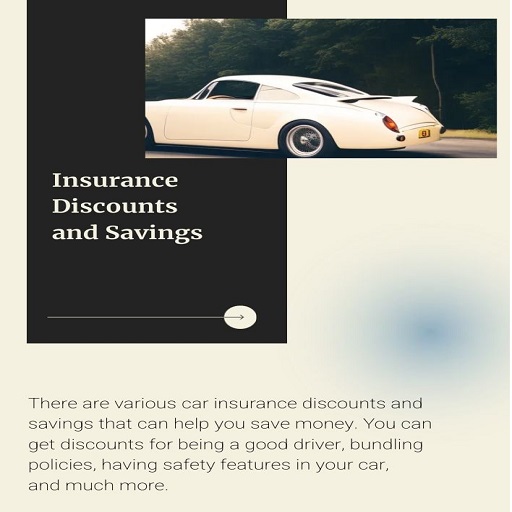 Insurance
Discounts
and Savings
There are various car insurance discounts and
savings that can help you save money. You can
get discounts for being a good driver, bundling
policies, having safety features in your car,
and much more.